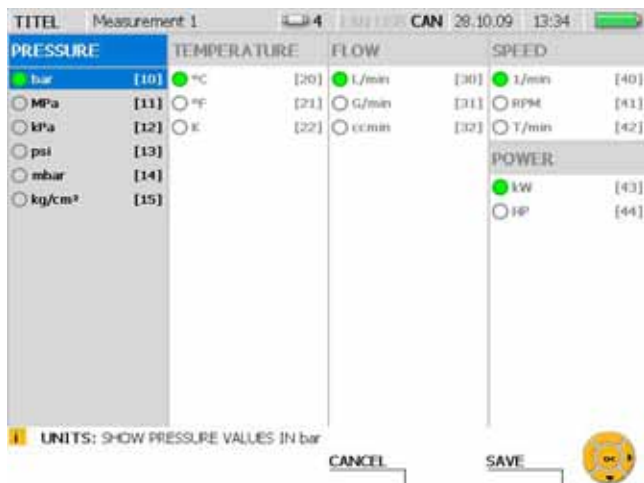 TITEL Measurement 1 4 LAN USB CAN 28.10.09 13:34
PRESSURE TEMPERATURE FLOW SPEED
bar [10] °C [20] L/min [30] 1/min [40]
MPa [11] °F [21] G/min [31] RPM [41]
kPa [12] K [22] ccmin [32] T/min [42]
psi [13]
POWER
mbar [14]
kW [43]
kg/cm² [15]
HP [44]
i UNITS: SHOW PRESSURE VALUES IN bar
CANCEL SAVE
OK